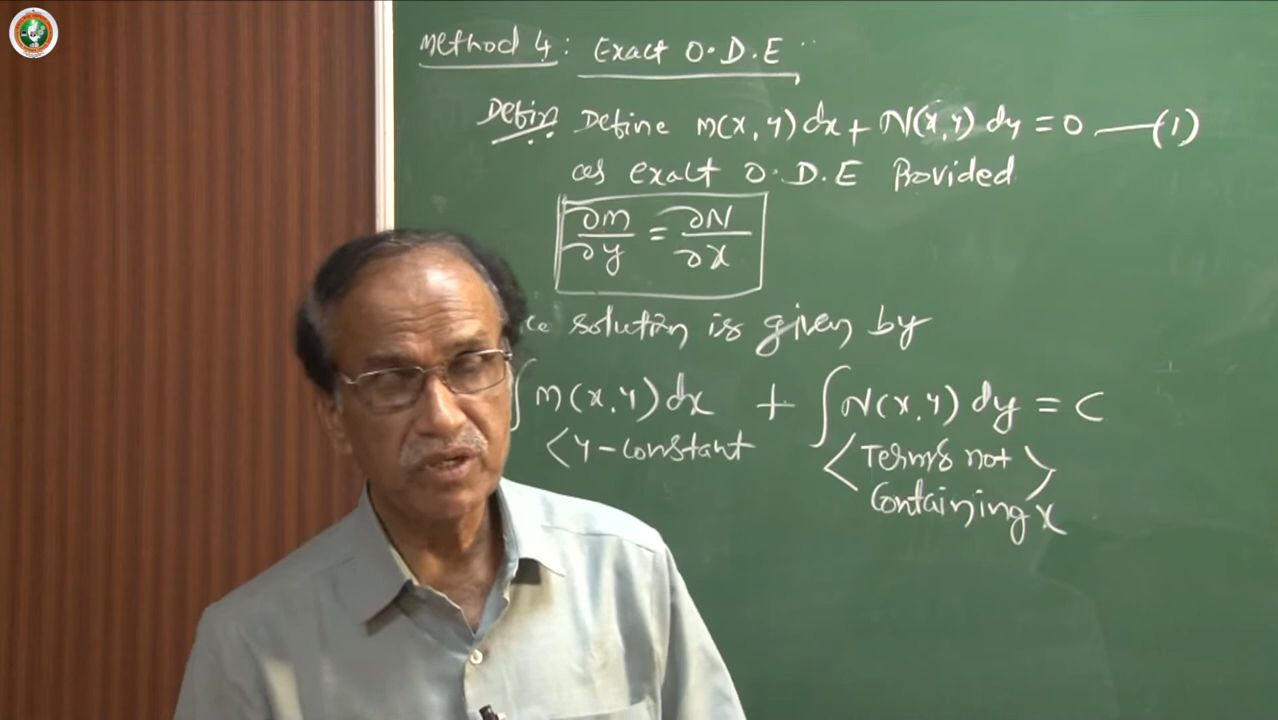 Method 4: Exact O.D.E
Defin. Define M(x, y) dx + N(x, y) dy = 0 — (1)
as exact O.D.E Provided
∂M/∂y = ∂N/∂x
solution is given by
∫ M(x, y) dx + ∫ N(x, y) dy = C
<y-constant <Terms not >
Containing x